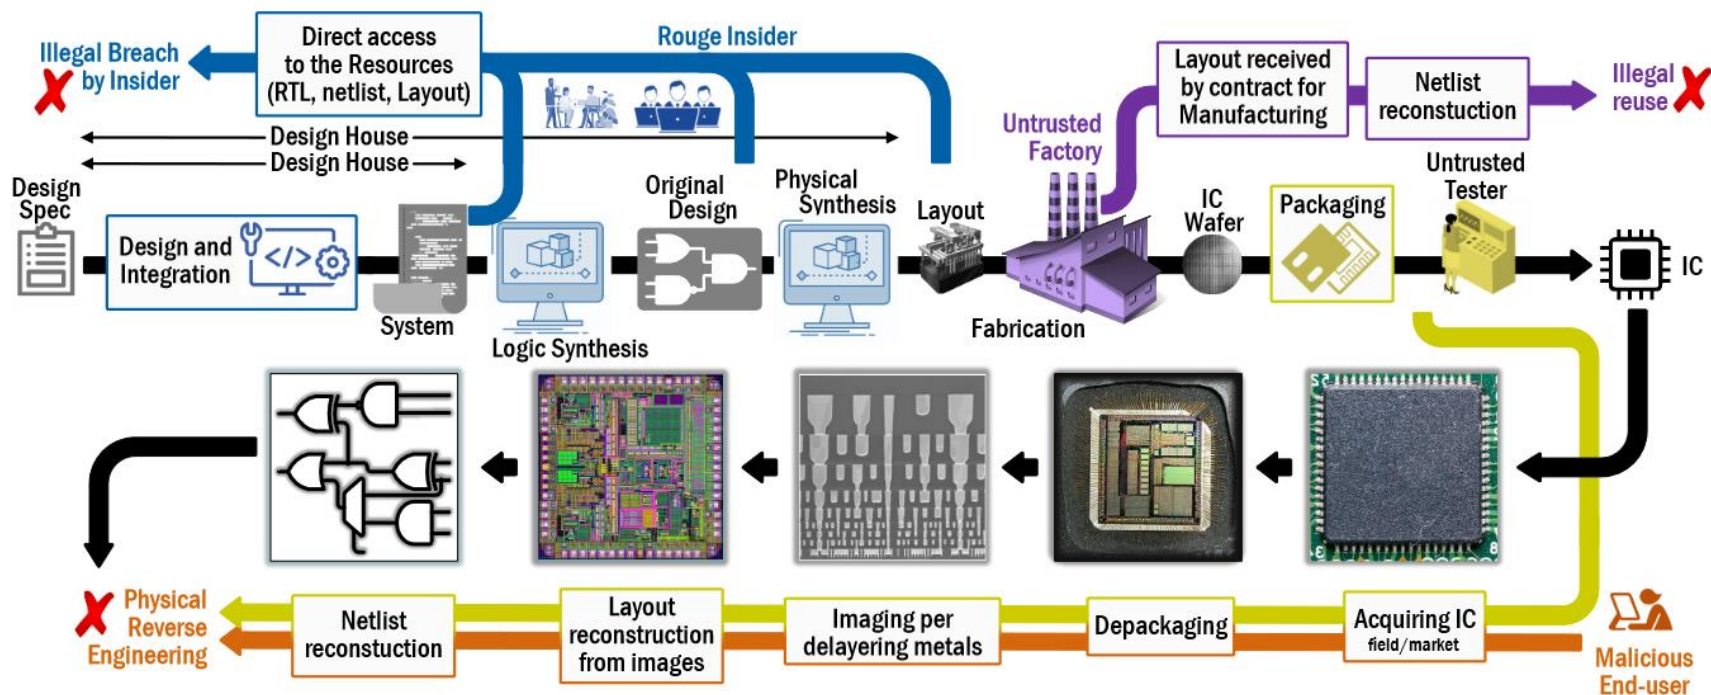 Illegal Breach
by Insider
Direct access
to the Resources
(RTL, netlist, Layout)
Rouge Insider
Layout received
by contract for
Manufacturing
Netlist
reconstuction
Illegal
reuse
Design House
Design House
Untrusted
Factory
Untrusted
Tester
Design
Spec
Design and
Integration
System
Logic Synthesis
Original
Design
Physical
Synthesis
Layout
Fabrication
IC
Wafer
Packaging
IC
Physical
Reverse
Engineering
Netlist
reconstuction
Layout
reconstruction
from images
Imaging per
delayering metals
Depackaging
Acquiring IC
field/market
Malicious
End-user